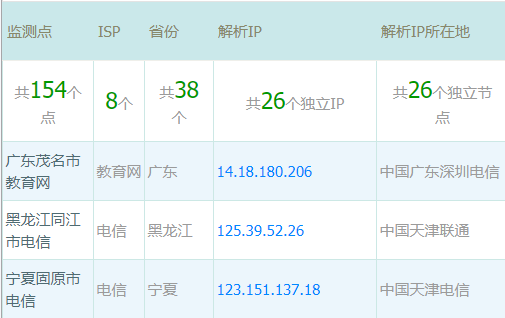 监测点 ISP 省份 解析IP 解析IP所在地
共154个点 8个 共38个 共26个独立IP 共26个独立节点
广东茂名市教育网 教育网 广东 14.18.180.206 中国广东深圳电信
黑龙江同江市电信 电信 黑龙江 125.39.52.26 中国天津联通
宁夏固原市电信 电信 宁夏 123.151.137.18 中国天津电信